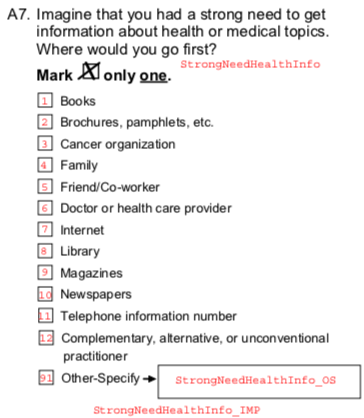 A7. Imagine that you had a strong need to get
information about health or medical topics.
Where would you go first?
StrongNeedHealthInfo
Mark X only one.
1 Books
2 Brochures, pamphlets, etc.
3 Cancer organization
4 Family
5 Friend/Co-worker
6 Doctor or health care provider
7 Internet
8 Library
9 Magazines
10 Newspapers
11 Telephone information number
12 Complementary, alternative, or unconventional
practitioner
91 Other-Specify → StrongNeedHealthInfo_OS
StrongNeedHealthInfo_IMP